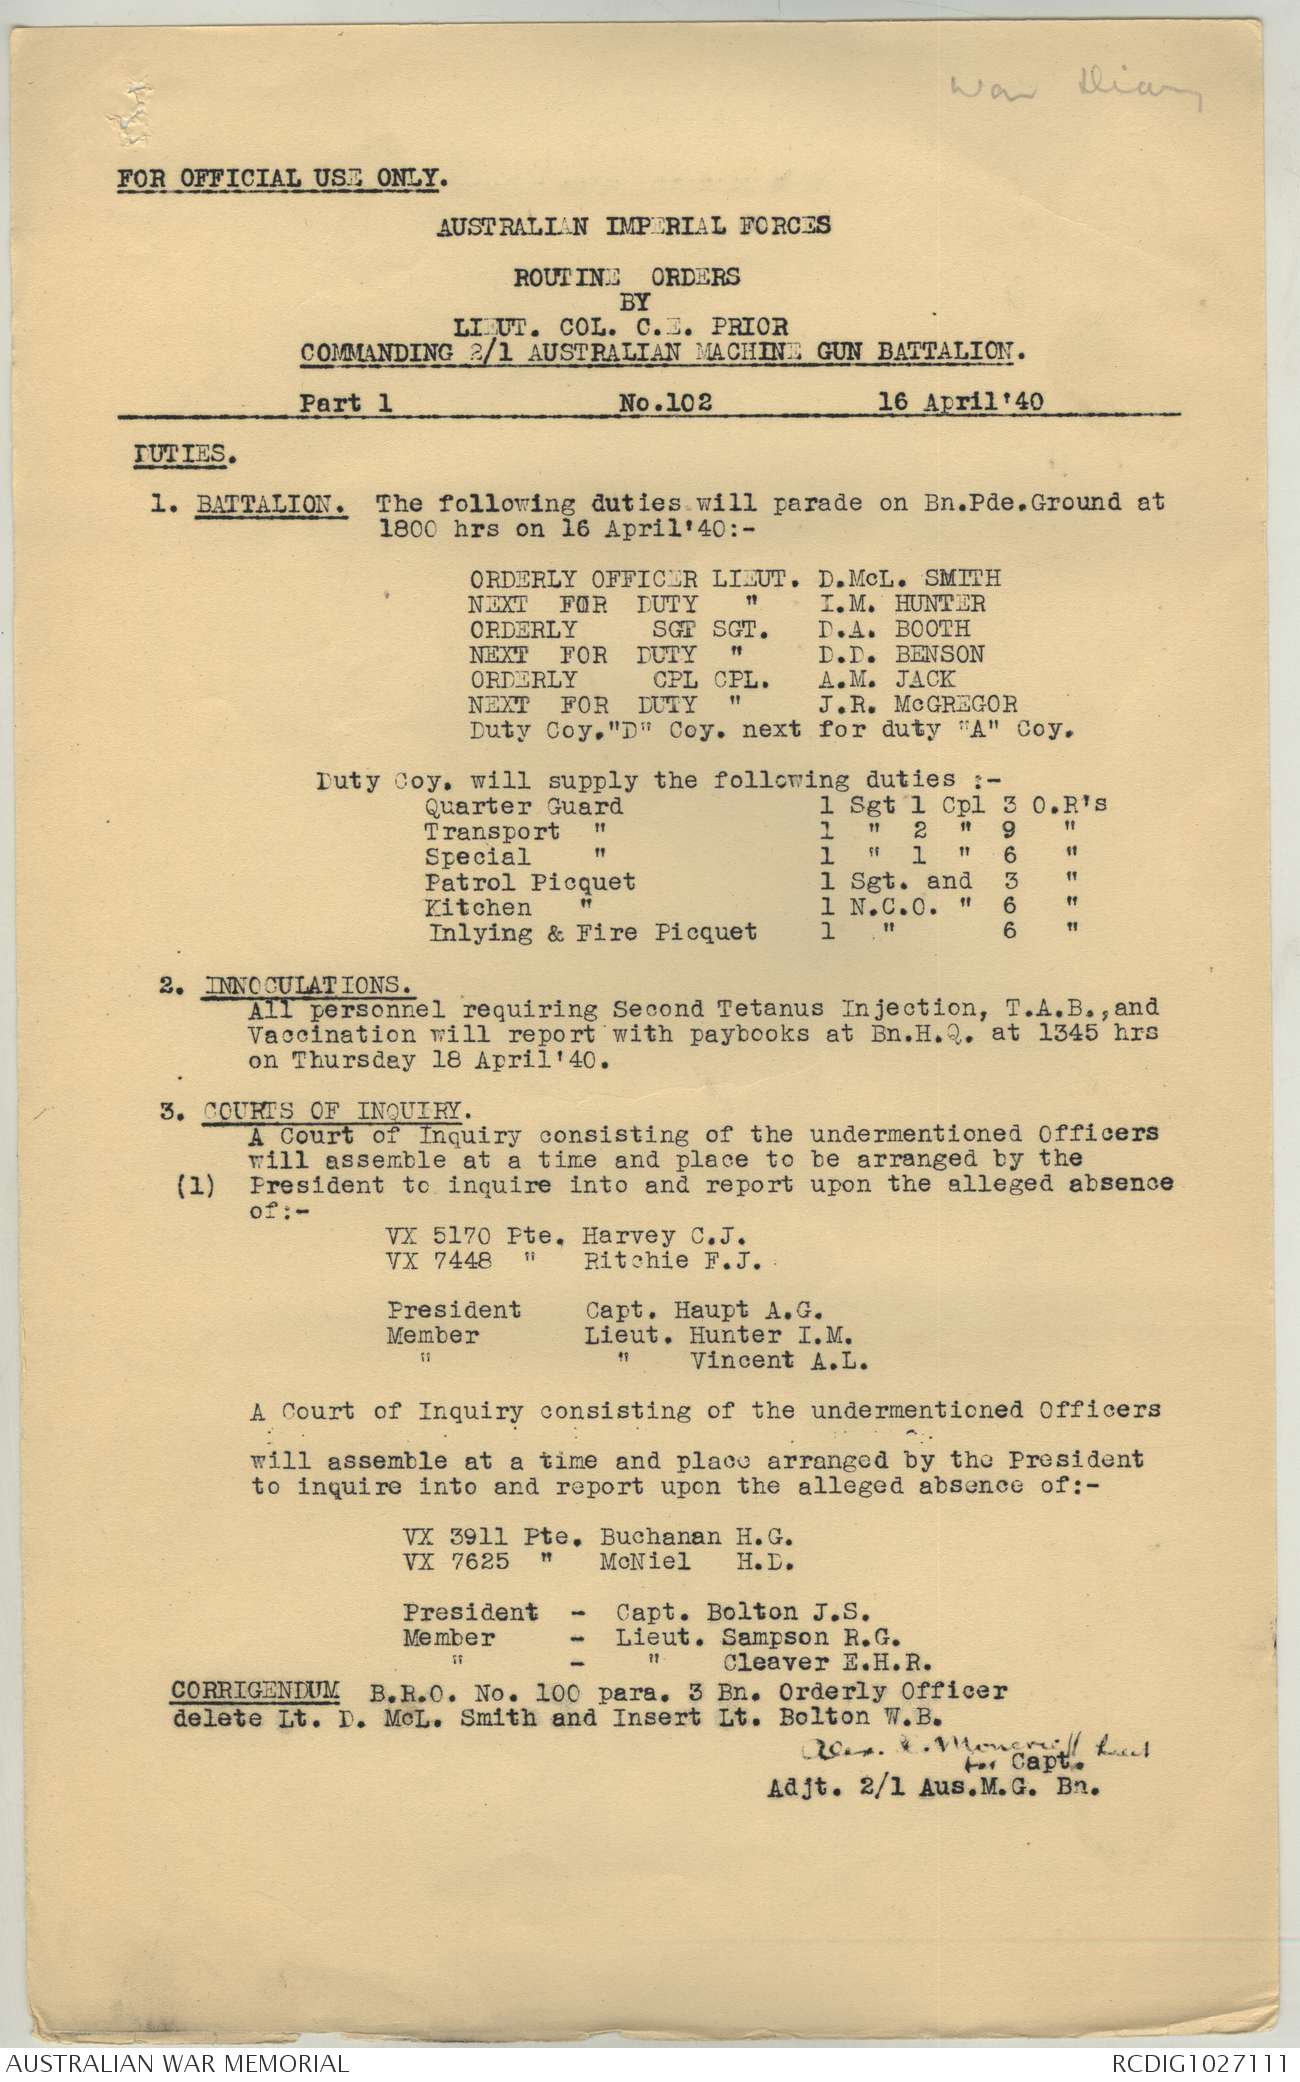 War Diary
FOR OFFICIAL USE ONLY.
AUSTRALIAN IMPERIAL FORCES
ROUTINE ORDERS
BY
LIEUT. COL. C.E. PRIOR
COMMANDING 2/1 AUSTRALIAN MACHINE GUN BATTALION.
Part 1 No.102 16 April'40
DUTIES.
1. BATTALION. The following duties will parade on Bn.Pde.Ground at
1800 hrs on 16 April'40:-
ORDERLY OFFICER LIEUT. D.McL. SMITH
NEXT FOR DUTY " I.M. HUNTER
ORDERLY SGT SGT. D.A. BOOTH
NEXT FOR DUTY " D.D. BENSON
ORDERLY CPL CPL. A.M. JACK
NEXT FOR DUTY " J.R. McGREGOR
Duty Coy."D" Coy. next for duty "A" Coy.
Duty Coy. will supply the following duties :-
Quarter Guard 1 Sgt 1 Cpl 3 O.R's
Transport " 1 " 2 " 9 "
Special " 1 " 1 " 6 "
Patrol Picquet 1 Sgt. and 3 "
Kitchen " 1 N.C.O. " 6 "
Inlying & Fire Picquet 1 " 6 "
2. INNOCULATIONS.
All personnel requiring Second Tetanus Injection, T.A.B.,and
Vaccination will report with paybooks at Bn.H.Q. at 1345 hrs
on Thursday 18 April'40.
3. COURTS OF INQUIRY.
A Court of Inquiry consisting of the undermentioned Officers
will assemble at a time and place to be arranged by the
(1) President to inquire into and report upon the alleged absence
of:-
VX 5170 Pte. Harvey C.J.
VX 7448 " Ritchie F.J.
President Capt. Haupt A.G.
Member Lieut. Hunter I.M.
" " Vincent A.L.
A Court of Inquiry consisting of the undermentioned Officers
will assemble at a time and place arranged by the President
to inquire into and report upon the alleged absence of:-
VX 3911 Pte. Buchanan H.G.
VX 7625 " McNiel H.D.
President - Capt. Bolton J.S.
Member - Lieut. Sampson R.G.
" - " Cleaver E.H.R.
CORRIGENDUM B.R.O. No. 100 para. 3 Bn. Orderly Officer
delete Lt. D. McL. Smith and Insert Lt. Bolton W.B.
Moncrieff Lieut
for Capt.
Adjt. 2/1 Aus.M.G. Bn.
AUSTRALIAN WAR MEMORIAL RCDIG1027111